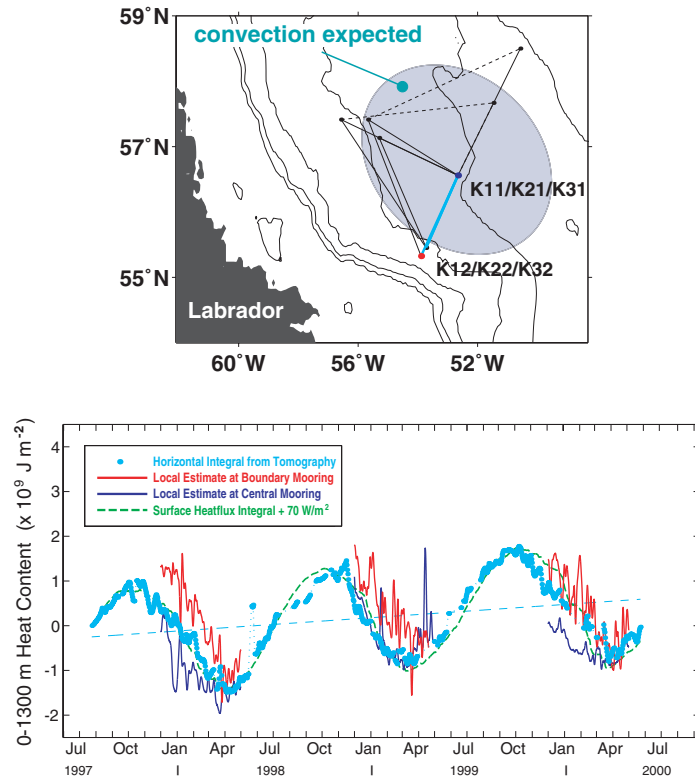 59°N
convection expected
57°N
K11/K21/K31
55°N
K12/K22/K32
Labrador
60°W 56°W 52°W
0-1300 m Heat Content (x 10⁹ J m⁻²)
4
3
2
1
0
-1
-2
Horizontal Integral from Tomography
Local Estimate at Boundary Mooring
Local Estimate at Central Mooring
Surface Heatflux Integral + 70 W/m²
Jul Oct Jan Apr Jul Oct Jan Apr Jul Oct Jan Apr Jul
1997 | 1998 | 1999 | 2000